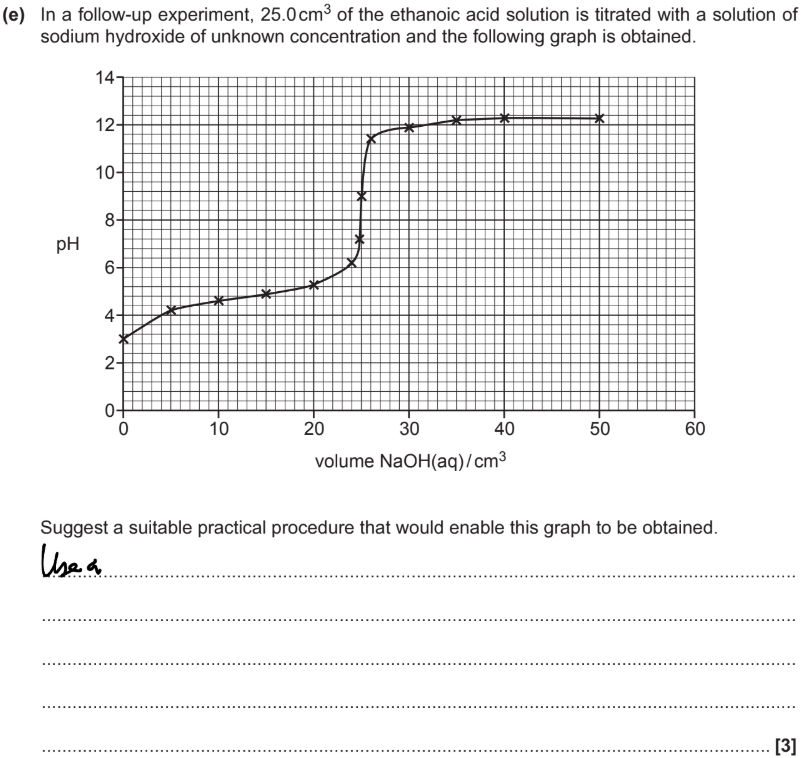 (e) In a follow-up experiment, 25.0 cm³ of the ethanoic acid solution is titrated with a solution of
sodium hydroxide of unknown concentration and the following graph is obtained.
14
12
10
8
pH
6
4
2
0
0 10 20 30 40 50 60
volume NaOH(aq) / cm³
Suggest a suitable practical procedure that would enable this graph to be obtained.
Use a
[3]